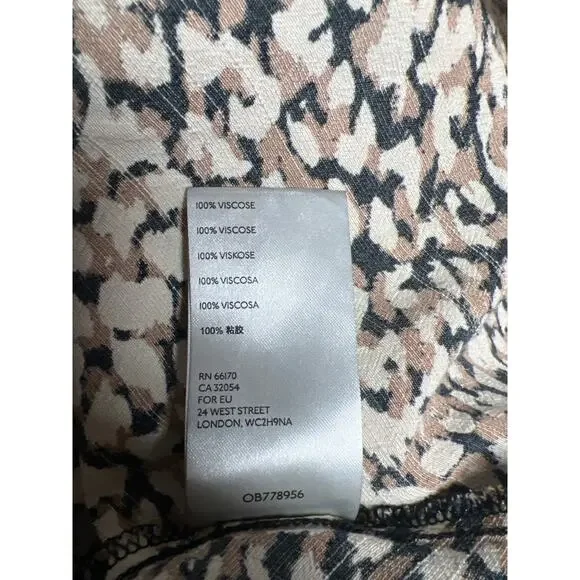 100% VISCOSE
100% VISCOSE
100% VISKOSE
100% VISCOSA
100% VISCOSA
100% 粘胶
RN 66170
CA 32054
FOR EU
24 WEST STREET
LONDON, WC2H9NA
OB778956